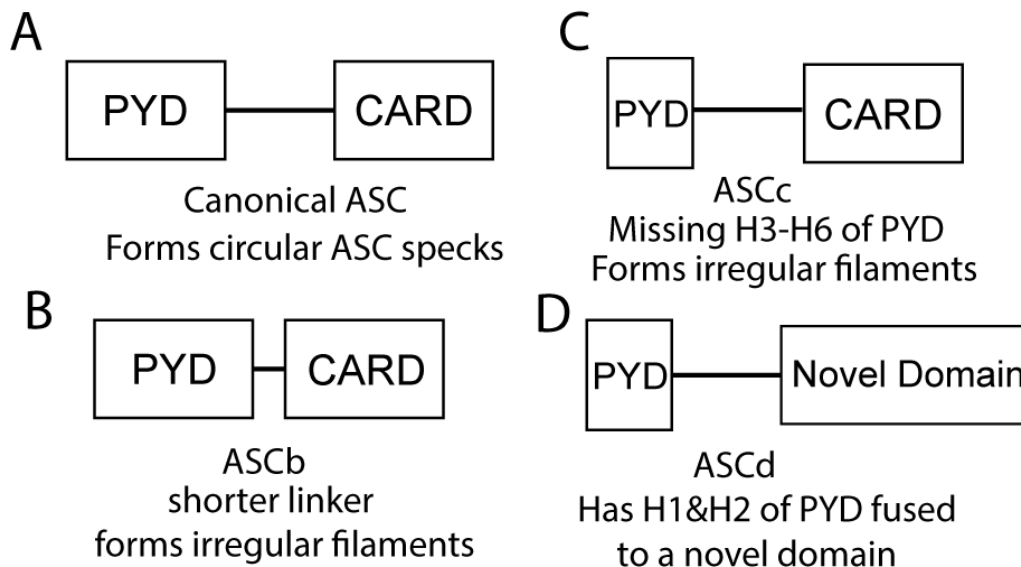 A
PYD CARD
Canonical ASC
Forms circular ASC specks
B
PYD CARD
ASCb
shorter linker
forms irregular filaments
C
PYD CARD
ASCc
Missing H3-H6 of PYD
Forms irregular filaments
D
PYD Novel Domain
ASCd
Has H1&H2 of PYD fused
to a novel domain